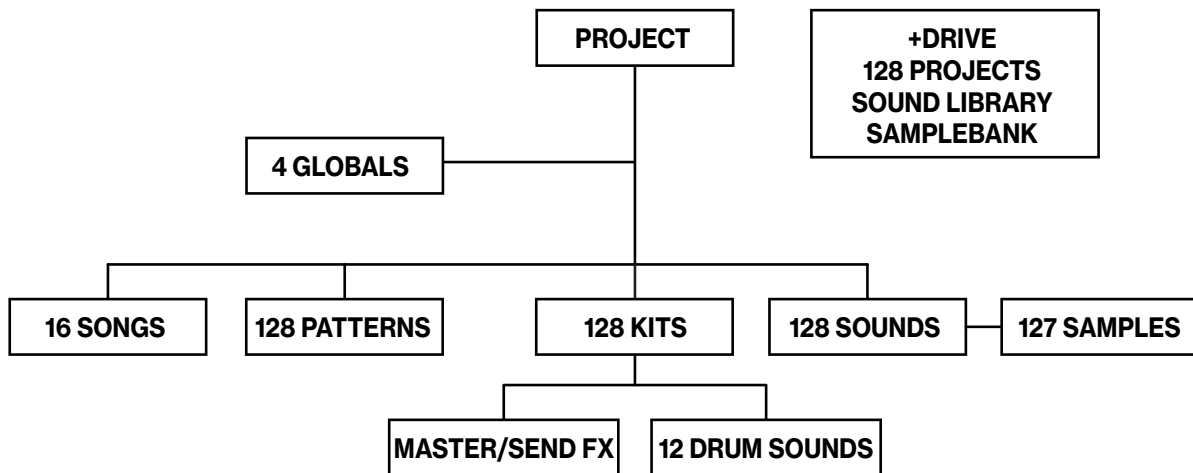 PROJECT
+DRIVE
128 PROJECTS
SOUND LIBRARY
SAMPLEBANK
4 GLOBALS
16 SONGS
128 PATTERNS
128 KITS
128 SOUNDS
127 SAMPLES
MASTER/SEND FX
12 DRUM SOUNDS